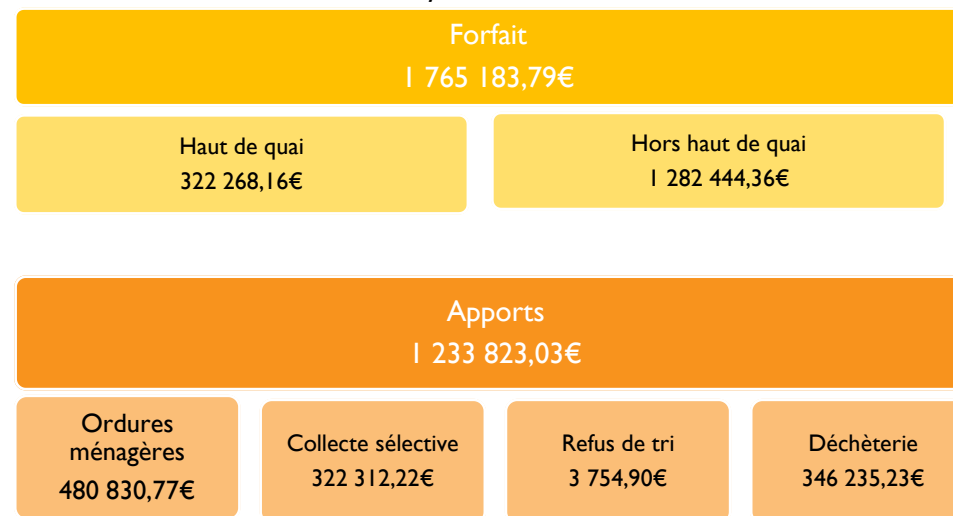 Forfait
1 765 183,79€
Haut de quai
322 268,16€
Hors haut de quai
1 282 444,36€
Apports
1 233 823,03€
Ordures
ménagères
480 830,77€
Collecte sélective
322 312,22€
Refus de tri
3 754,90€
Déchèterie
346 235,23€